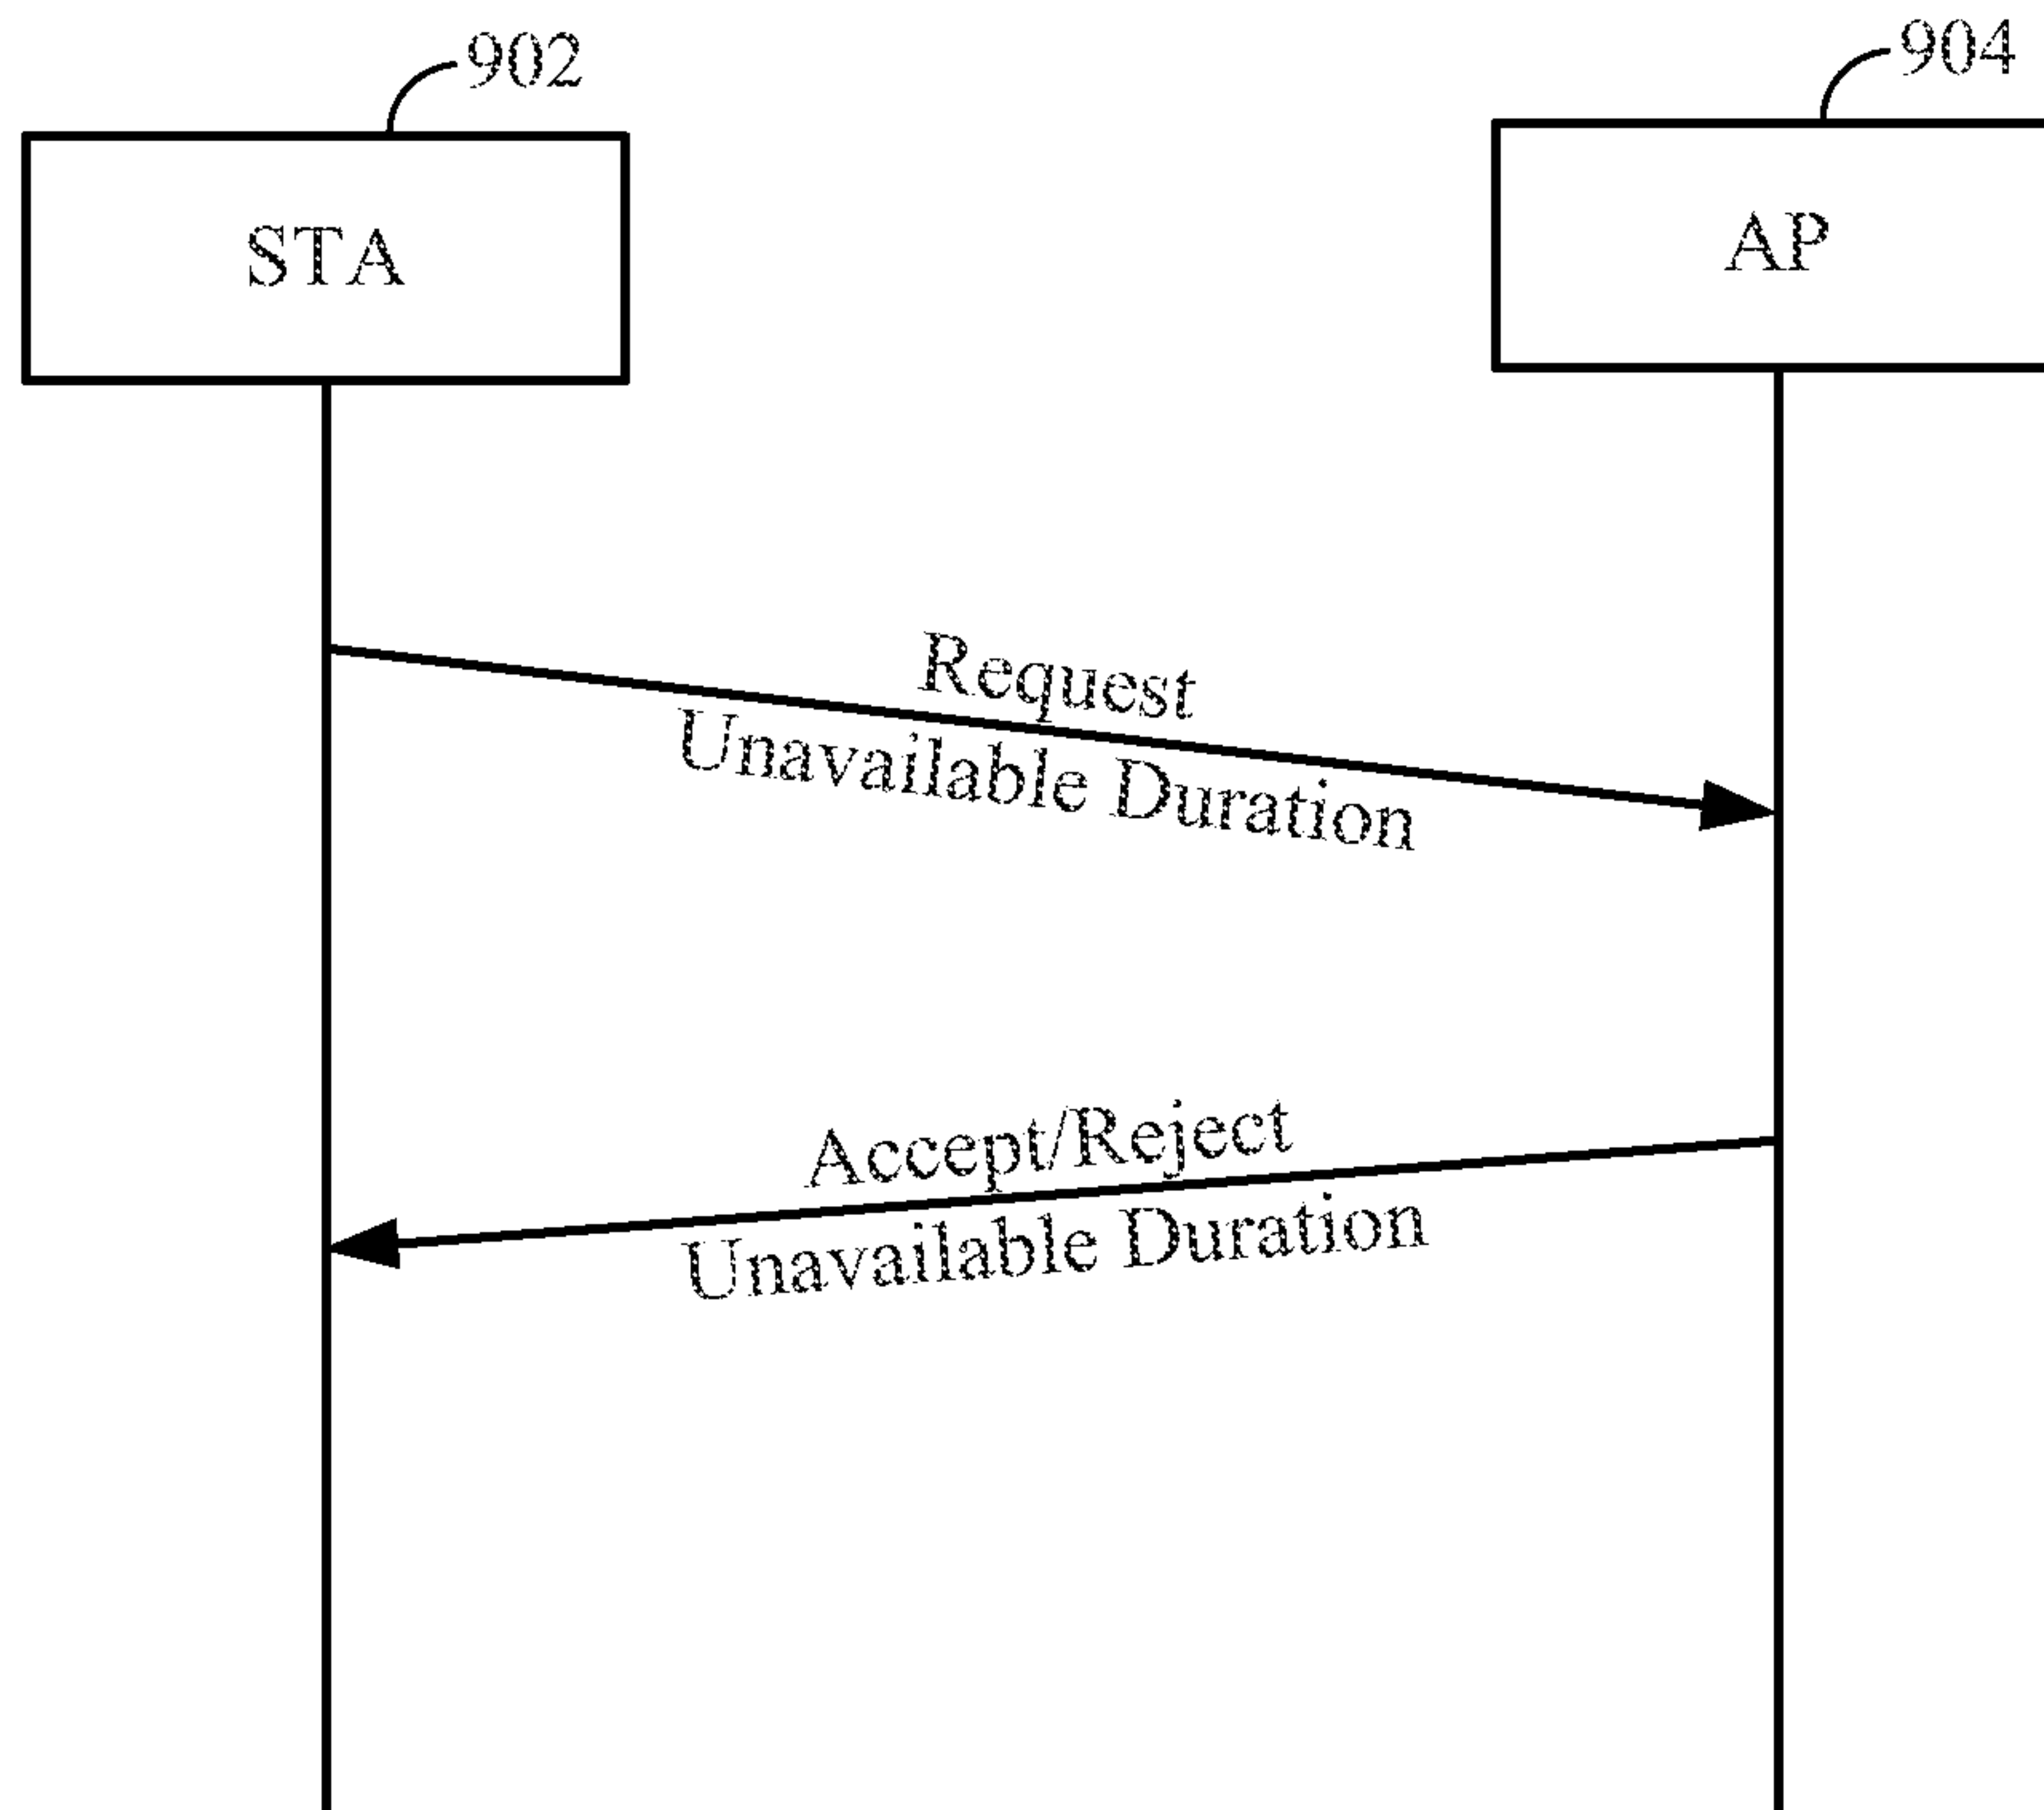 902
904
STA
AP
Request
Unavailable Duration
Accept/Reject
Unavailable Duration